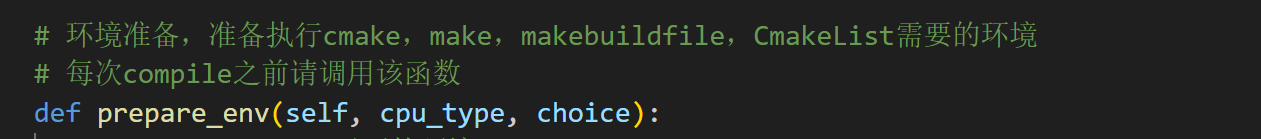 # 环境准备，准备执行cmake，make，makebuildfile，CmakeList需要的环境
# 每次compile之前请调用该函数
def prepare_env(self, cpu_type, choice):